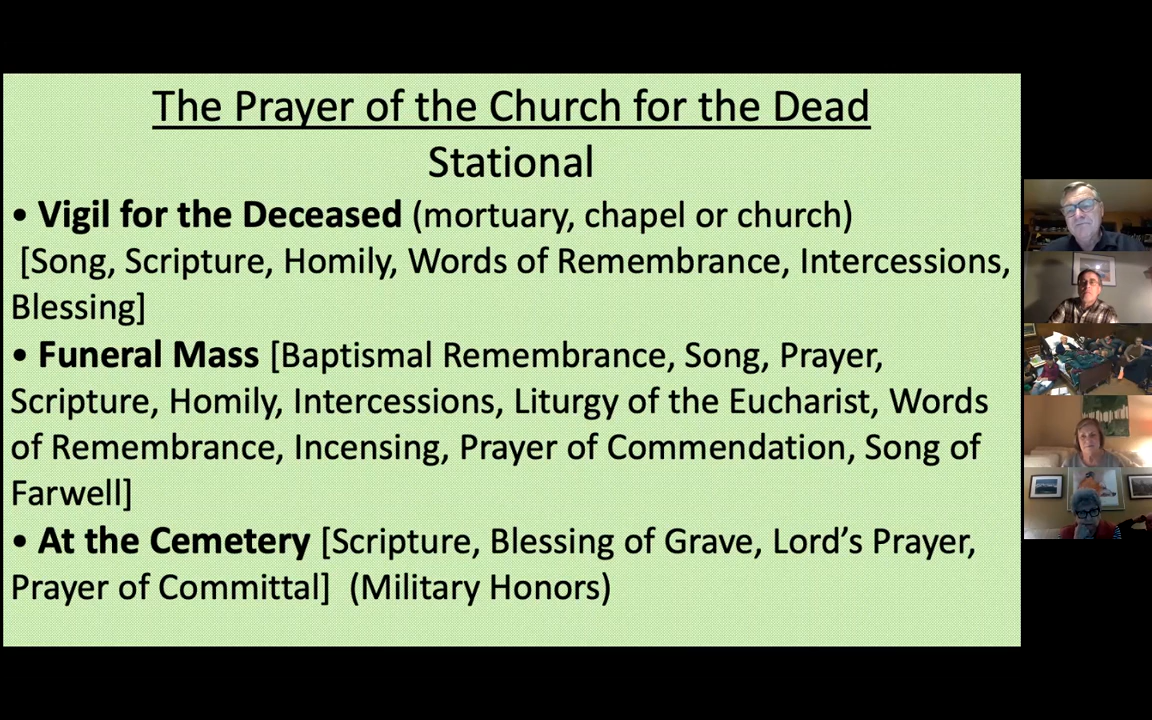 The Prayer of the Church for the Dead
Stational
• Vigil for the Deceased (mortuary, chapel or church)
[Song, Scripture, Homily, Words of Remembrance, Intercessions,
Blessing]
• Funeral Mass [Baptismal Remembrance, Song, Prayer,
Scripture, Homily, Intercessions, Liturgy of the Eucharist, Words
of Remembrance, Incensing, Prayer of Commendation, Song of
Farwell]
• At the Cemetery [Scripture, Blessing of Grave, Lord’s Prayer,
Prayer of Committal]  (Military Honors)